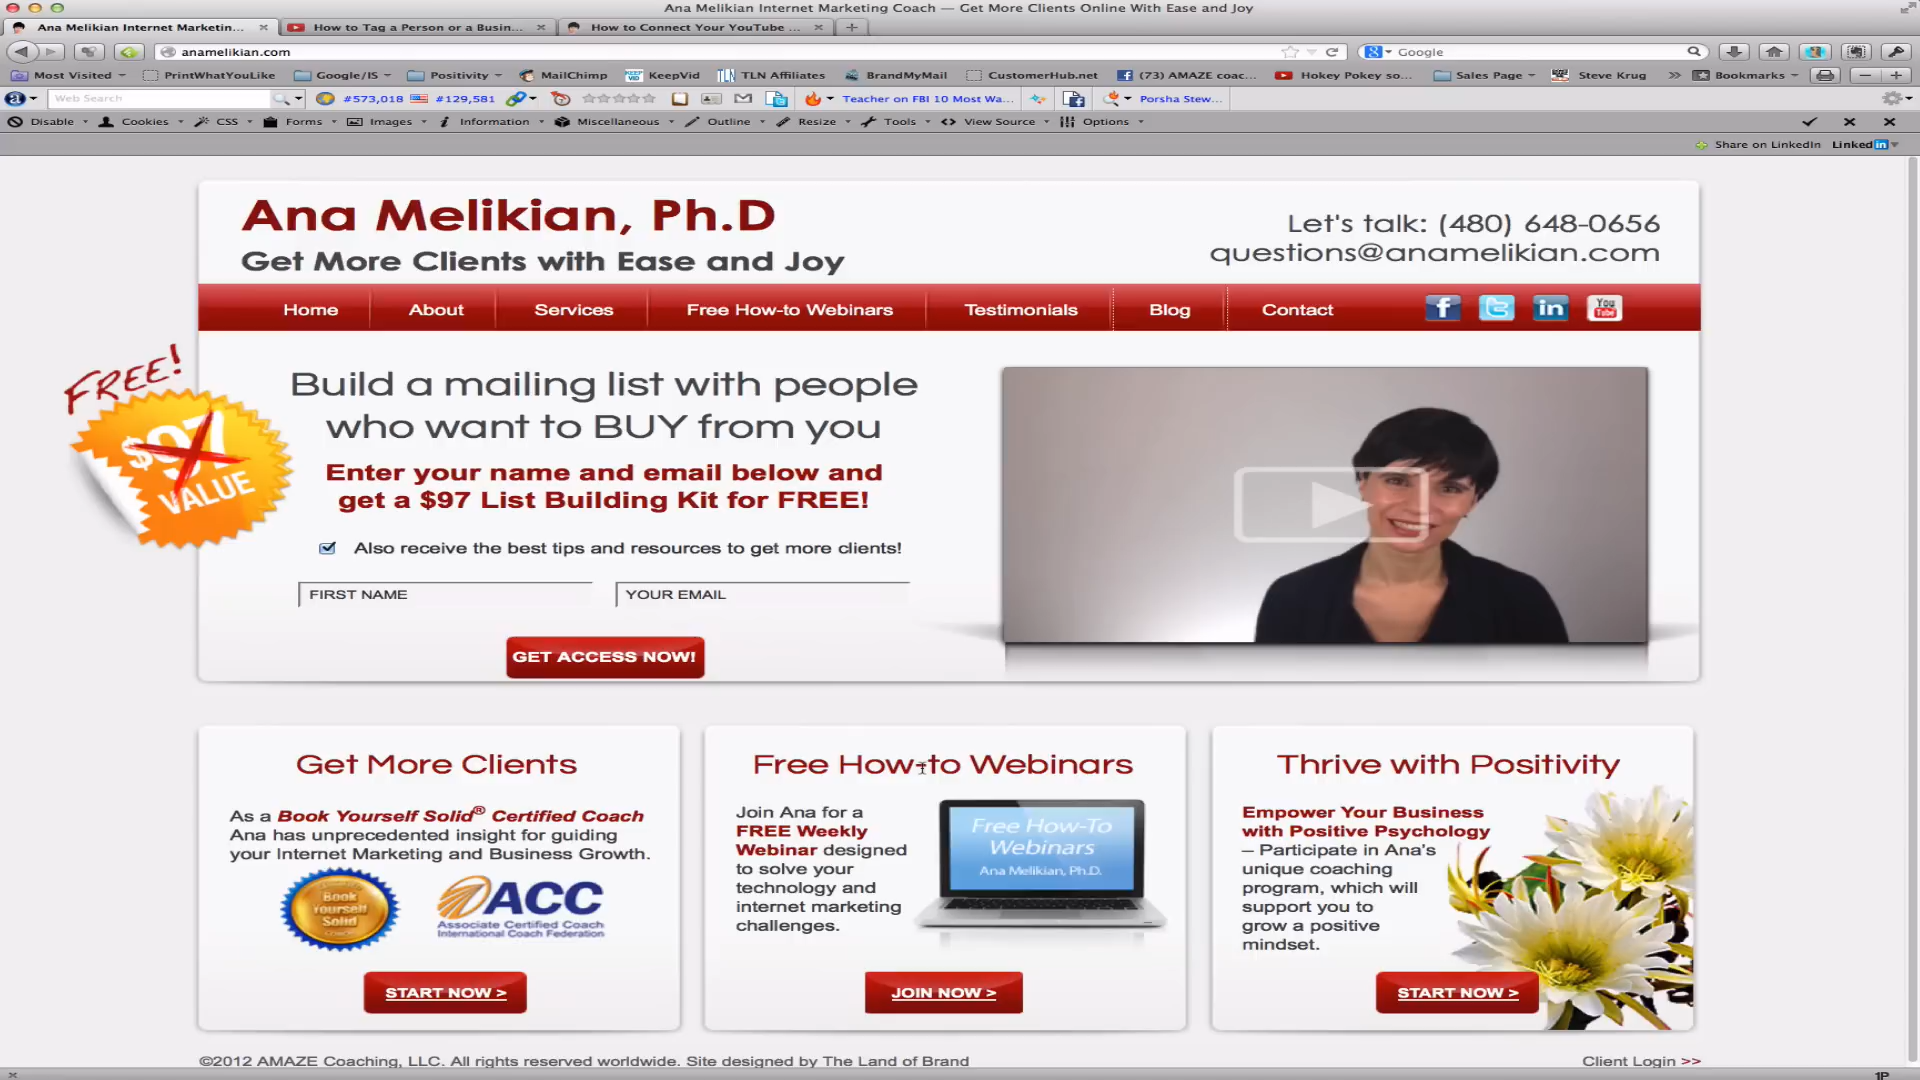 Ana Melikian Internet Marketing Coach — Get More Clients Online With Ease and Joy
Ana Melikian Internet Marketin...
How to Tag a Person or a Busin...
How to Connect Your YouTube ...
anamelikian.com
Google
Most Visited
PrintWhatYouLike
Google/IS
Positivity
MailChimp
KeepVid
TLN Affiliates
BrandMyMail
CustomerHub.net
(73) AMAZE coac...
Hokey Pokey so...
Sales Page
Steve Krug
Bookmarks
Web Search
#573,018
#129,581
Teacher on FBI 10 Most Wa...
Porsha Stew...
Disable
Cookies
CSS
Forms
Images
Information
Miscellaneous
Outline
Resize
Tools
View Source
Options
Share on LinkedIn
Linked in
Ana Melikian, Ph.D
Get More Clients with Ease and Joy
Let's talk: (480) 648-0656
questions@anamelikian.com
Home
About
Services
Free How-to Webinars
Testimonials
Blog
Contact
You Tube
FREE!
$97
VALUE
Build a mailing list with people
who want to BUY from you
Enter your name and email below and
get a $97 List Building Kit for FREE!
Also receive the best tips and resources to get more clients!
FIRST NAME
YOUR EMAIL
GET ACCESS NOW!
Get More Clients
As a Book Yourself Solid® Certified Coach
Ana has unprecedented insight for guiding
your Internet Marketing and Business Growth.
Book
Yourself
Solid
ACC
Associate Certified Coach
International Coach Federation
START NOW >
Free How-to Webinars
Join Ana for a
FREE Weekly
Webinar designed
to solve your
technology and
internet marketing
challenges.
Free How-To
Webinars
Ana Melikian, Ph.D.
JOIN NOW >
Thrive with Positivity
Empower Your Business
with Positive Psychology
– Participate in Ana's
unique coaching
program, which will
support you to
grow a positive
mindset.
START NOW >
©2012 AMAZE Coaching, LLC. All rights reserved worldwide. Site designed by The Land of Brand
Client Login >>
1P